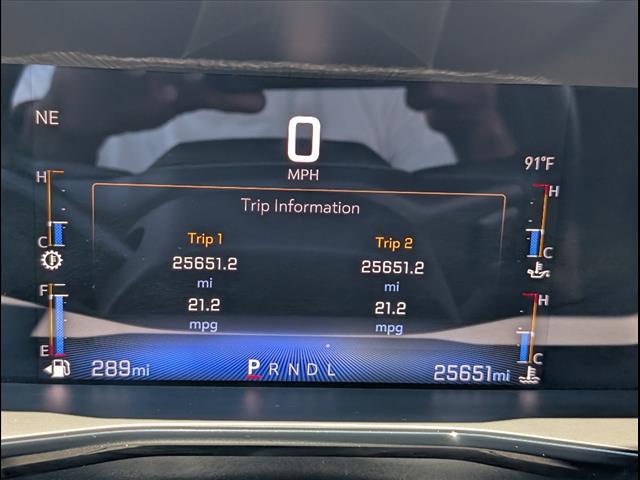 NE
0
MPH
91°F
H
H
Trip Information
Trip 1 Trip 2
25651.2 25651.2
mi mi
C
C
21.2 21.2
mpg mpg
F
H
E
C
289mi P R N D L 25651mi